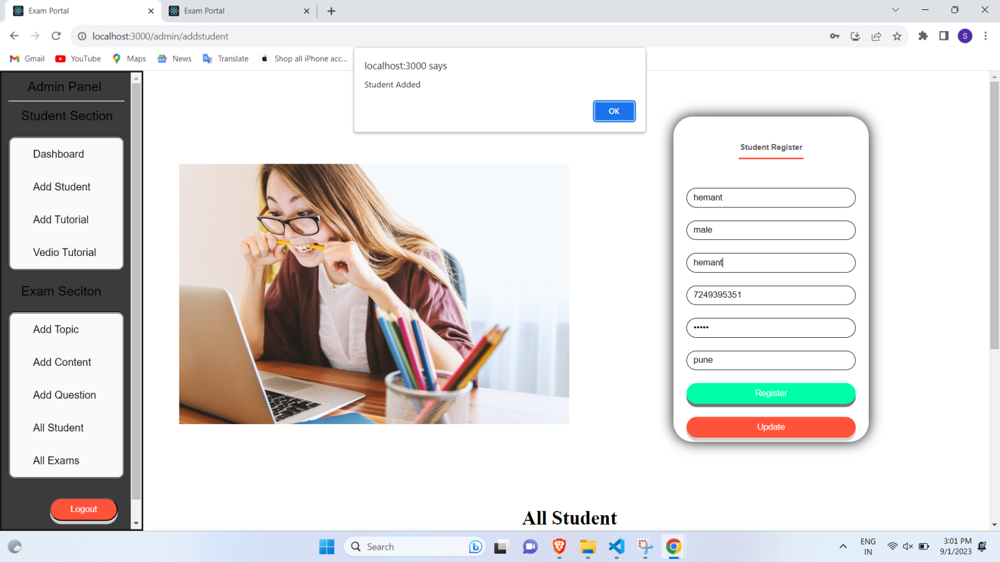 Exam Portal
Exam Portal
localhost:3000/admin/addstudent
S
Gmail
YouTube
Maps
News
Translate
Shop all iPhone acc...
localhost:3000 says
Student Added
OK
Admin Panel
Student Section
Dashboard
Add Student
Add Tutorial
Vedio Tutorial
Exam Seciton
Add Topic
Add Content
Add Question
All Student
All Exams
Logout
Student Register
hemant
male
hemant
7249395351
•••••
pune
Register
Update
All Student
Search
ENG
IN
3:01 PM
9/1/2023